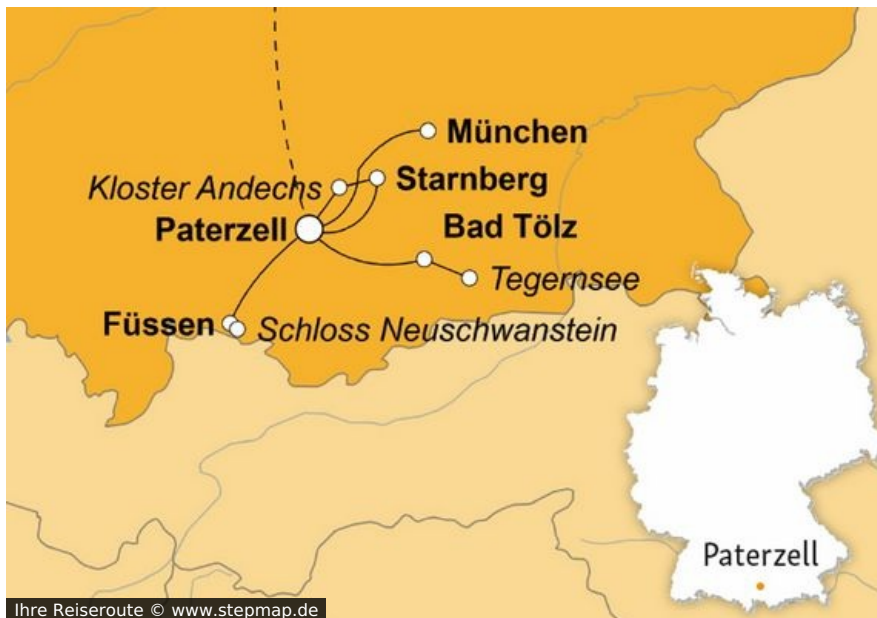 München
Kloster Andechs
Starnberg
Paterzell
Bad Tölz
Tegernsee
Füssen
Schloss Neuschwanstein
Paterzell
Ihre Reiseroute © www.stepmap.de